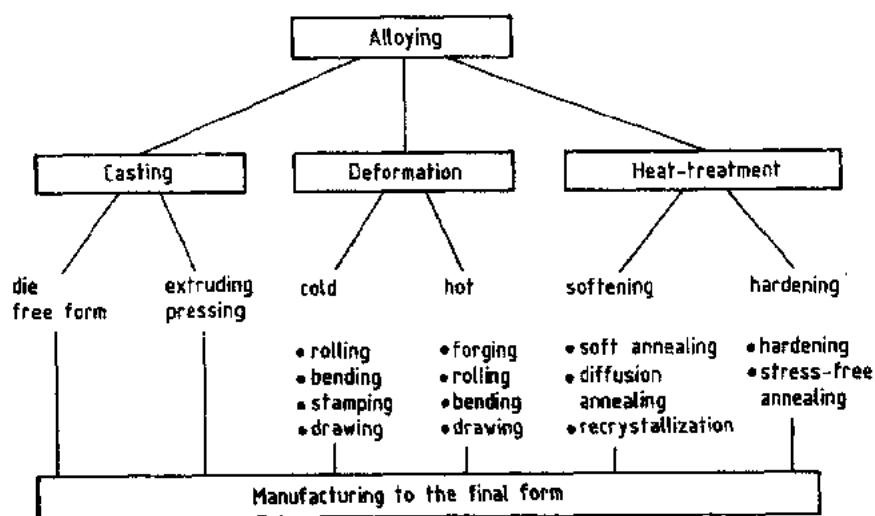 Alloying
Casting
Deformation
Heat-treatment
die
free form
extruding
pressing
cold
hot
softening
hardening
• rolling
• bending
• stamping
• drawing
• forging
• rolling
• bending
• drawing
• soft annealing
• diffusion
annealing
• recrystallization
• hardening
• stress-free
annealing
Manufacturing to the final form